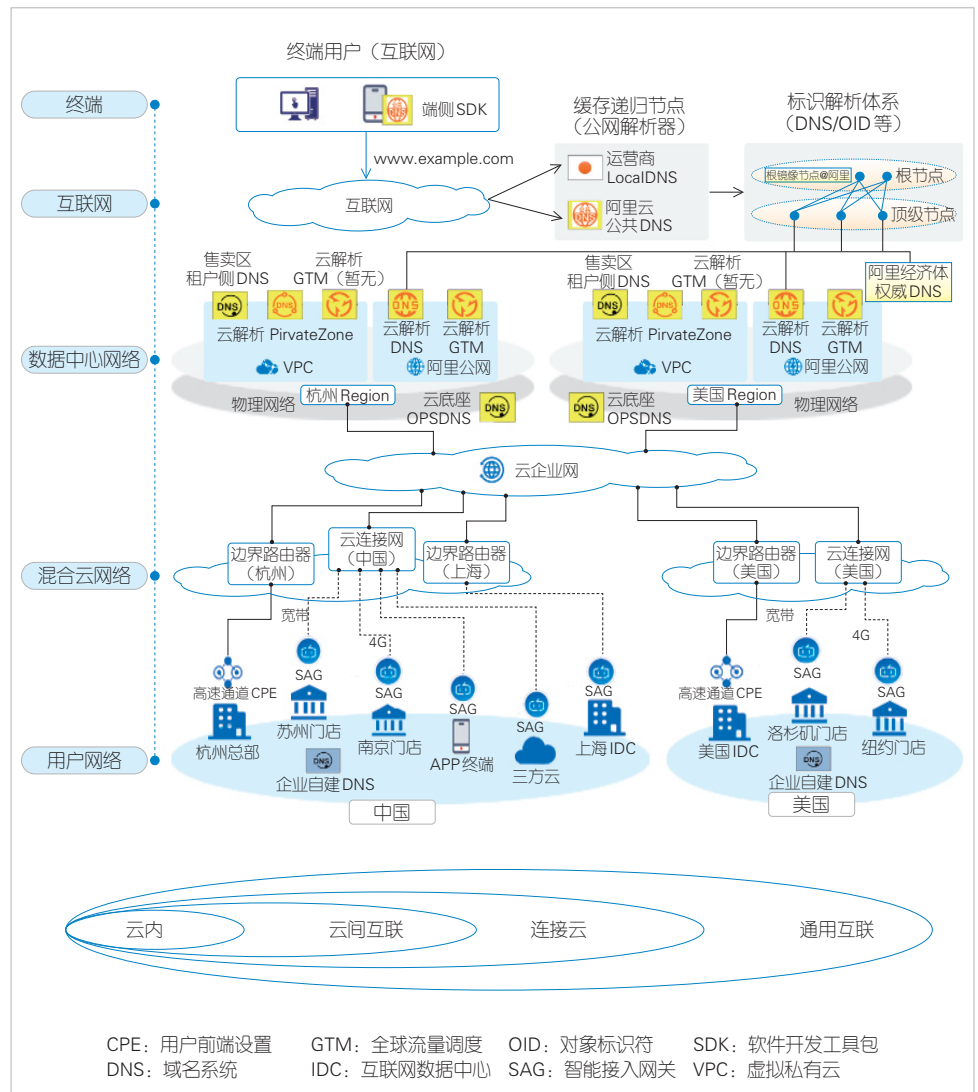 终端用户（互联网）
终端
端侧SDK
缓存递归节点
（公网解析器）
标识解析体系
（DNS/OID等）
www.example.com
运营商
LocalDNS
根镜像节点@阿里
根节点
互联网
互联网
阿里云
公共DNS
顶级节点
售卖区
租户侧DNS
云解析
GTM（暂无）
售卖区
租户侧DNS
云解析
GTM（暂无）
阿里经济体
权威DNS
DNS
DNS
DNS
DNS
DNS
DNS
云解析 PirvateZone
云解析
DNS
云解析
GTM
云解析 PirvateZone
云解析
DNS
云解析
GTM
数据中心网络
VPC
阿里公网
VPC
阿里公网
物理网络
杭州Region
云底座
OPSDNS
DNS
DNS
云底座
OPSDNS
美国Region
物理网络
云企业网
混合云网络
边界路由器
（杭州）
云连接网
（中国）
边界路由器
（上海）
边界路由器
（美国）
云连接网
（美国）
宽带
4G
宽带
4G
SAG
SAG
SAG
SAG
SAG
SAG
SAG
高速通道CPE
高速通道CPE
用户网络
杭州总部
苏州门店
南京门店
APP终端
三方云
上海IDC
美国IDC
洛杉矶门店
纽约门店
DNS
企业自建DNS
DNS
企业自建DNS
中国
美国
云内
云间互联
连接云
通用互联
CPE：用户前端设置 GTM：全球流量调度 OID：对象标识符 SDK：软件开发工具包
DNS：域名系统 IDC：互联网数据中心 SAG：智能接入网关 VPC：虚拟私有云